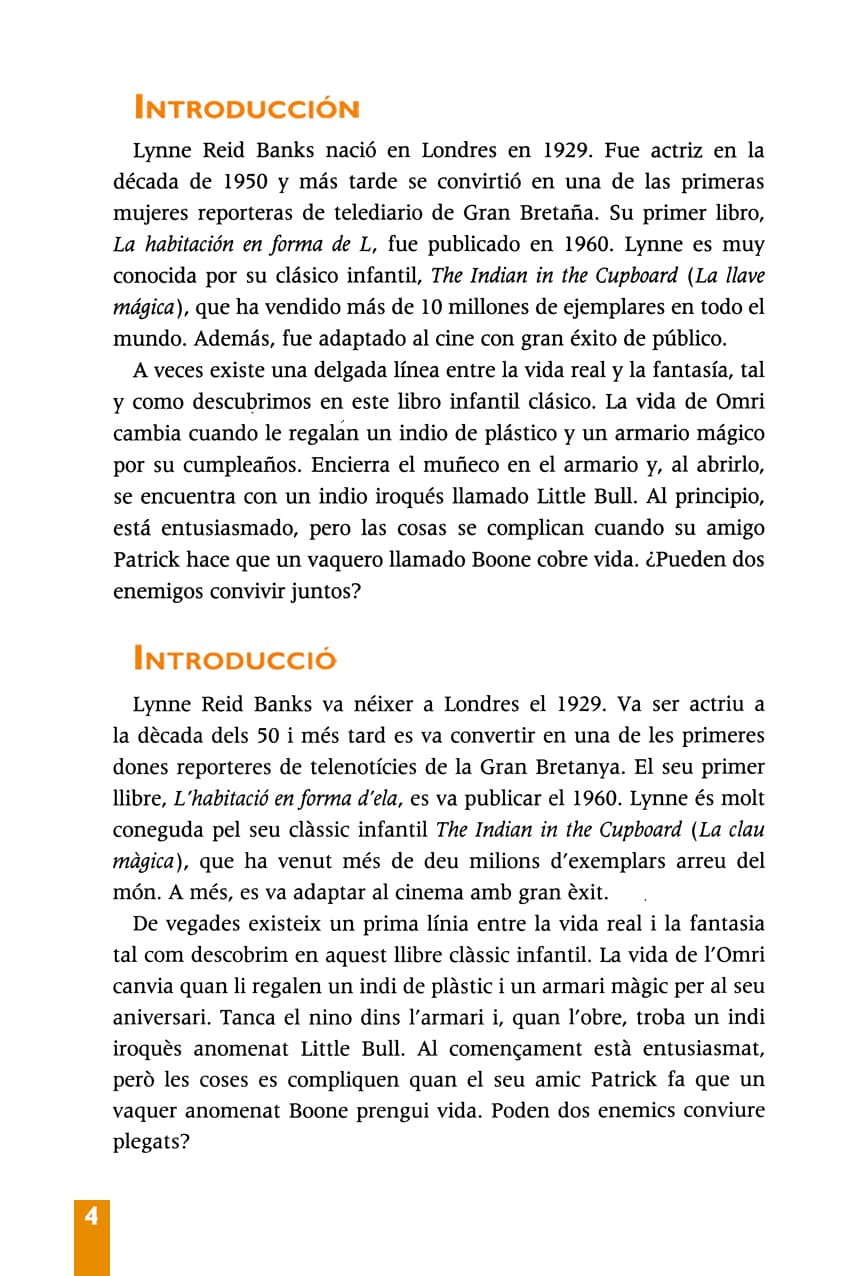 INTRODUCCIÓN
Lynne Reid Banks nació en Londres en 1929. Fue actriz en la
década de 1950 y más tarde se convirtió en una de las primeras
mujeres reporteras de telediario de Gran Bretaña. Su primer libro,
La habitación en forma de L, fue publicado en 1960. Lynne es muy
conocida por su clásico infantil, The Indian in the Cupboard (La llave
mágica), que ha vendido más de 10 millones de ejemplares en todo el
mundo. Además, fue adaptado al cine con gran éxito de público.
A veces existe una delgada línea entre la vida real y la fantasía, tal
y como descubrimos en este libro infantil clásico. La vida de Omri
cambia cuando le regalan un indio de plástico y un armario mágico
por su cumpleaños. Encierra el muñeco en el armario y, al abrirlo,
se encuentra con un indio iroqués llamado Little Bull. Al principio,
está entusiasmado, pero las cosas se complican cuando su amigo
Patrick hace que un vaquero llamado Boone cobre vida. ¿Pueden dos
enemigos convivir juntos?
INTRODUCCIÓ
Lynne Reid Banks va néixer a Londres el 1929. Va ser actriu a
la dècada dels 50 i més tard es va convertir en una de les primeres
dones reporteres de telenotícies de la Gran Bretanya. El seu primer
llibre, L'habitació en forma d'ela, es va publicar el 1960. Lynne és molt
coneguda pel seu clàssic infantil The Indian in the Cupboard (La clau
màgica), que ha venut més de deu milions d'exemplars arreu del
món. A més, es va adaptar al cinema amb gran èxit.
De vegades existeix un prima línia entre la vida real i la fantasia
tal com descobrim en aquest llibre clàssic infantil. La vida de l'Omri
canvia quan li regalen un indi de plàstic i un armari màgic per al seu
aniversari. Tanca el nino dins l'armari i, quan l'obre, troba un indi
iroquès anomenat Little Bull. Al començament està entusiasmat,
però les coses es compliquen quan el seu amic Patrick fa que un
vaquer anomenat Boone prengui vida. Poden dos enemics conviure
plegats?
4